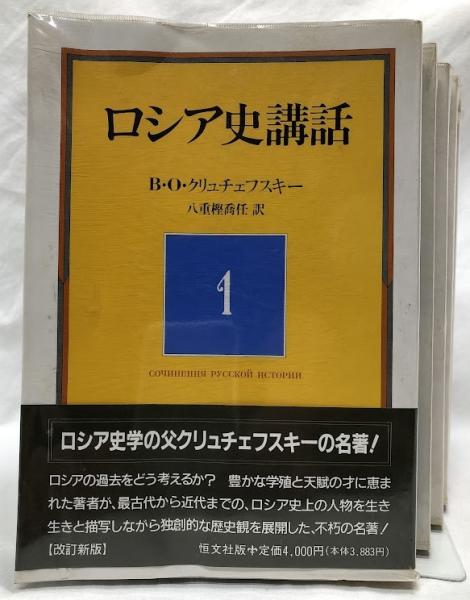 ロシア史講話
В・О・クリュチェフスキー
八重樫喬任 訳
1
СОЧИНЕНИЯ РУССКОЙ ИСТОРИИ
ロシア史学の父クリュチェフスキーの名著!
ロシアの過去をどう考えるか? 豊かな学殖と天賦の才に恵ま
れた著者が、最古代から近代までの、ロシア史上の人物を生き
生きと描写しながら独創的な歴史観を展開した、不朽の名著!
【改訂新版】 恒文社版✢定価4,000円(本体3,883円)